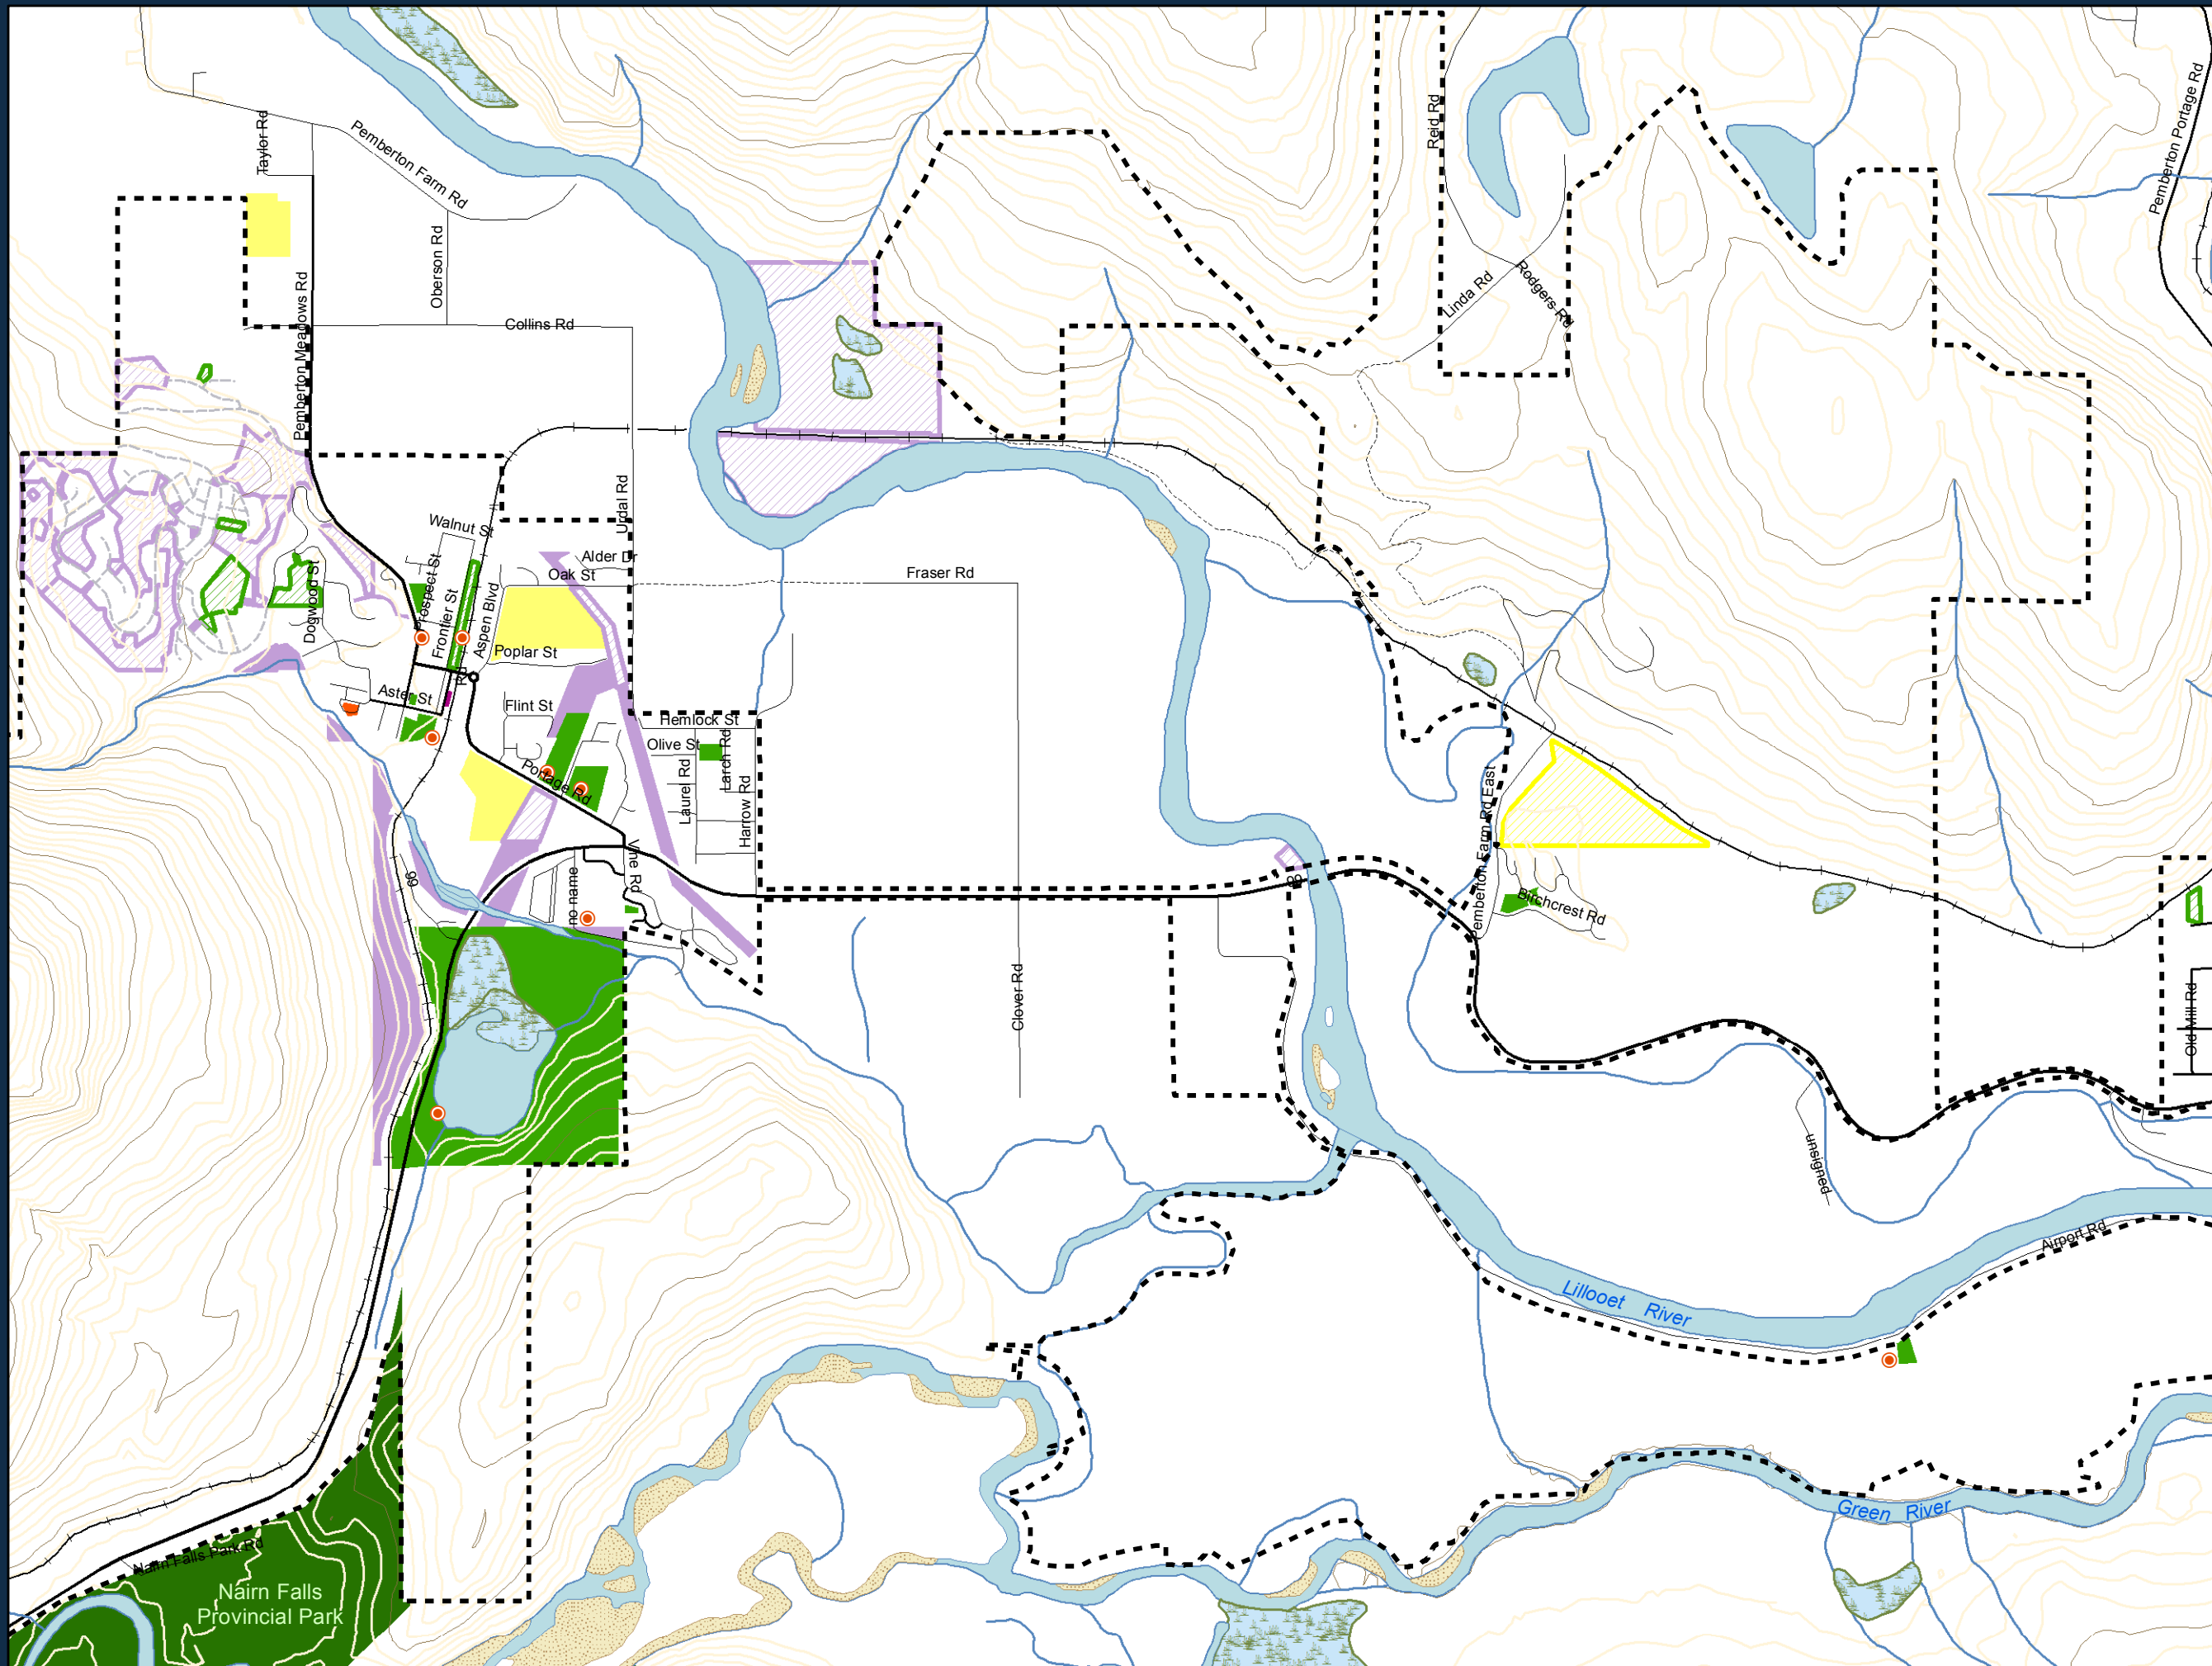 Pemberton Portage Rd
Reid Rd
Taylor Rd
Pemberton Farm Rd
Oberson Rd
Linda Rd
Rodgers Rd
Collins Rd
Pemberton Meadows Rd
Urdal Rd
Walnut St
Alder Dr
Oak St
Fraser Rd
Prospect St
Frontier St
Aspen Blvd
Dogwood St
Poplar St
Rd
Aster St
Flint St
Hemlock St
Olive St
Larch Rd
Laurel Rd
Harrow Rd
Portage Rd
Pemberton Farm Rd East
Vine Rd
99
99
no name
Birchcrest Rd
Clover Rd
Old Mill Rd
unsigned
Airport Rd
Lillooet River
Green River
Nairn Falls Park Rd
Nairn Falls
Provincial Park